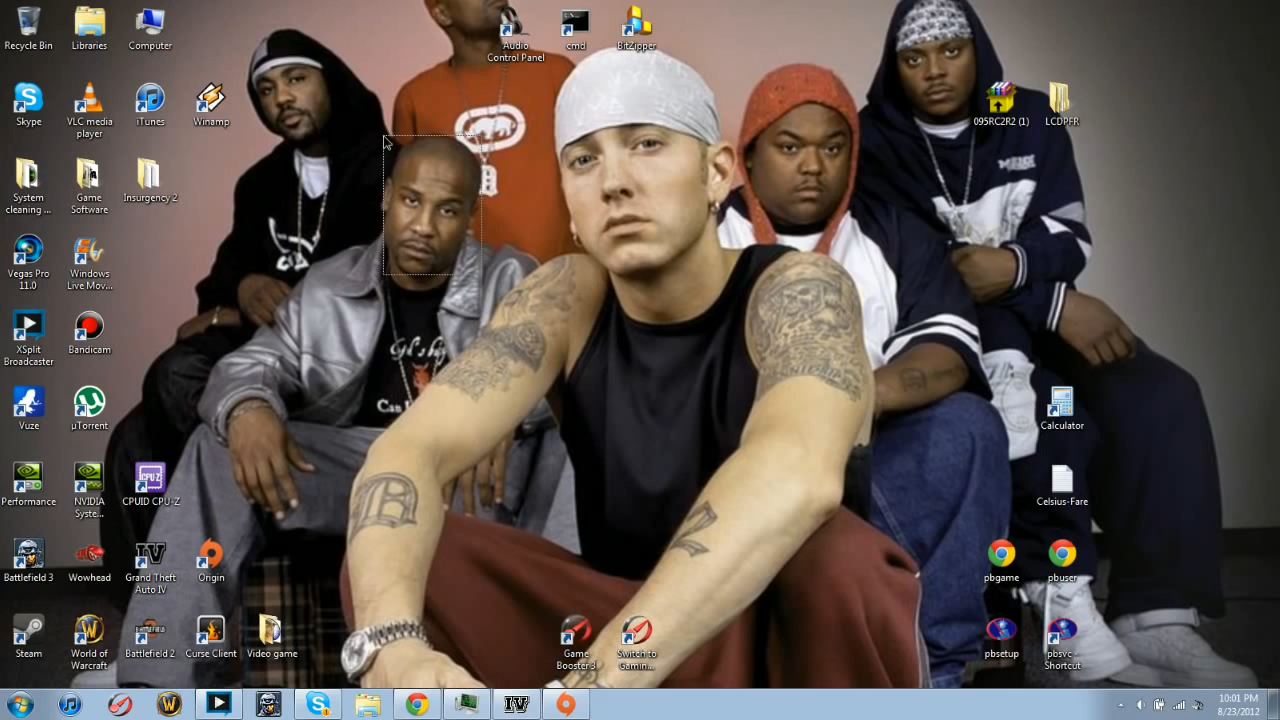 Recycle Bin
Libraries
Computer
Audio
Control Panel
cmd
BitZipper
Skype
VLC media
player
iTunes
Winamp
095RC2R2 (1)
LCDPFR
System
cleaning ...
Game
Software
Insurgency 2
Vegas Pro
11.0
Windows
Live Mov...
XSplit
Broadcaster
Bandicam
Vuze
µTorrent
Calculator
Performance
NVIDIA
Syste...
CPU-Z
CPUID CPU-Z
Celsius-Fare
Battlefield 3
Wowhead
IV
Grand Theft
Auto IV
Origin
pbgame
pbuser
Steam
World of
Warcraft
Battlefield 2
Curse Client
Video game
Game
Booster 3
Switch to
Gamin...
pbsetup
pbsvc -
Shortcut
IV
10:01 PM
8/23/2012